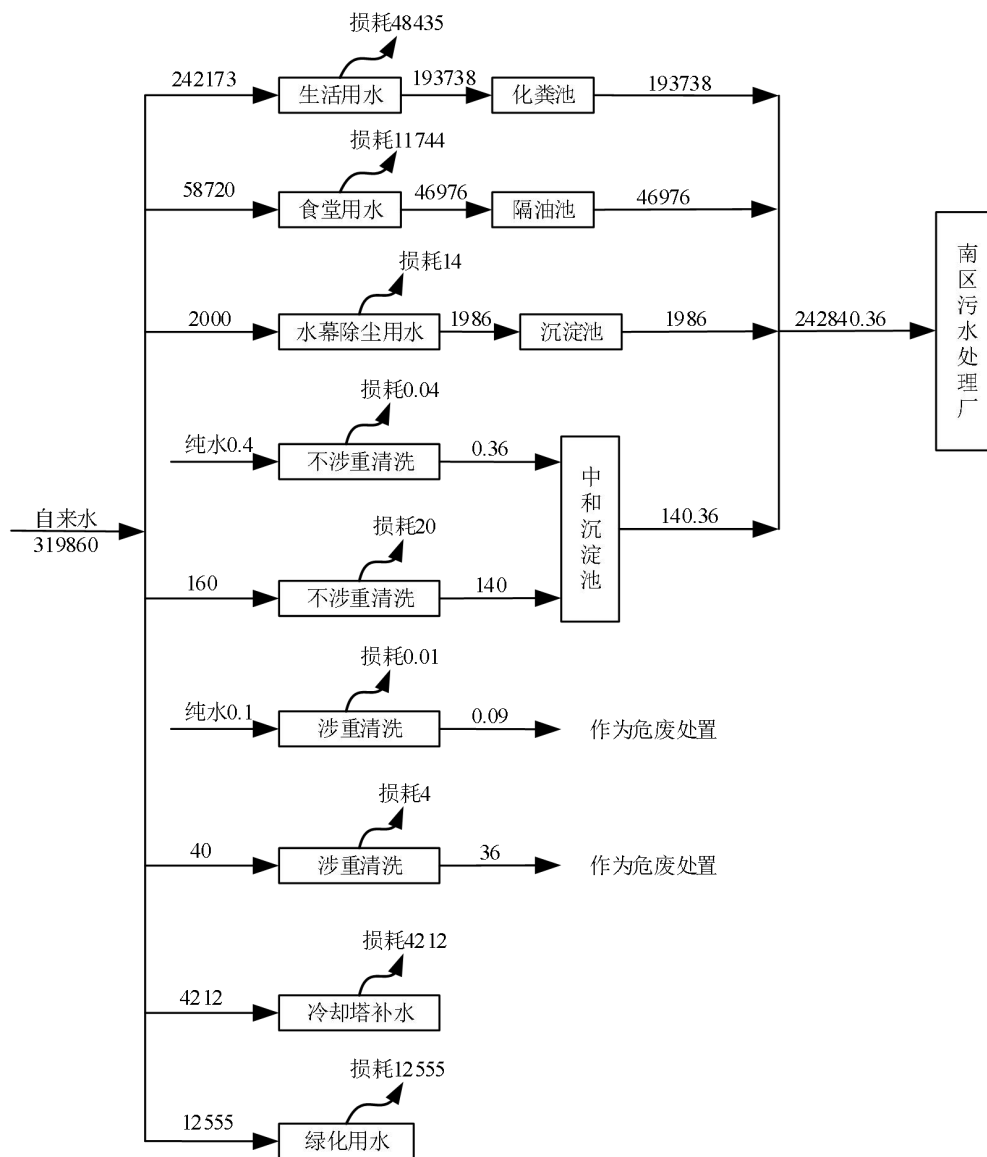 损耗48435
242173
生活用水
193738
化粪池
193738
损耗11744
58720
食堂用水
46976
隔油池
46976
损耗14
2000
水幕除尘用水
1986
沉淀池
1986
242840.36
南区污水处理厂
损耗0.04
纯水0.4
不涉重清洗
0.36
中和沉淀池
140.36
自来水
319860
损耗20
160
不涉重清洗
140
损耗0.01
纯水0.1
涉重清洗
0.09
作为危废处置
损耗4
40
涉重清洗
36
作为危废处置
损耗4212
4212
冷却塔补水
损耗12555
12555
绿化用水